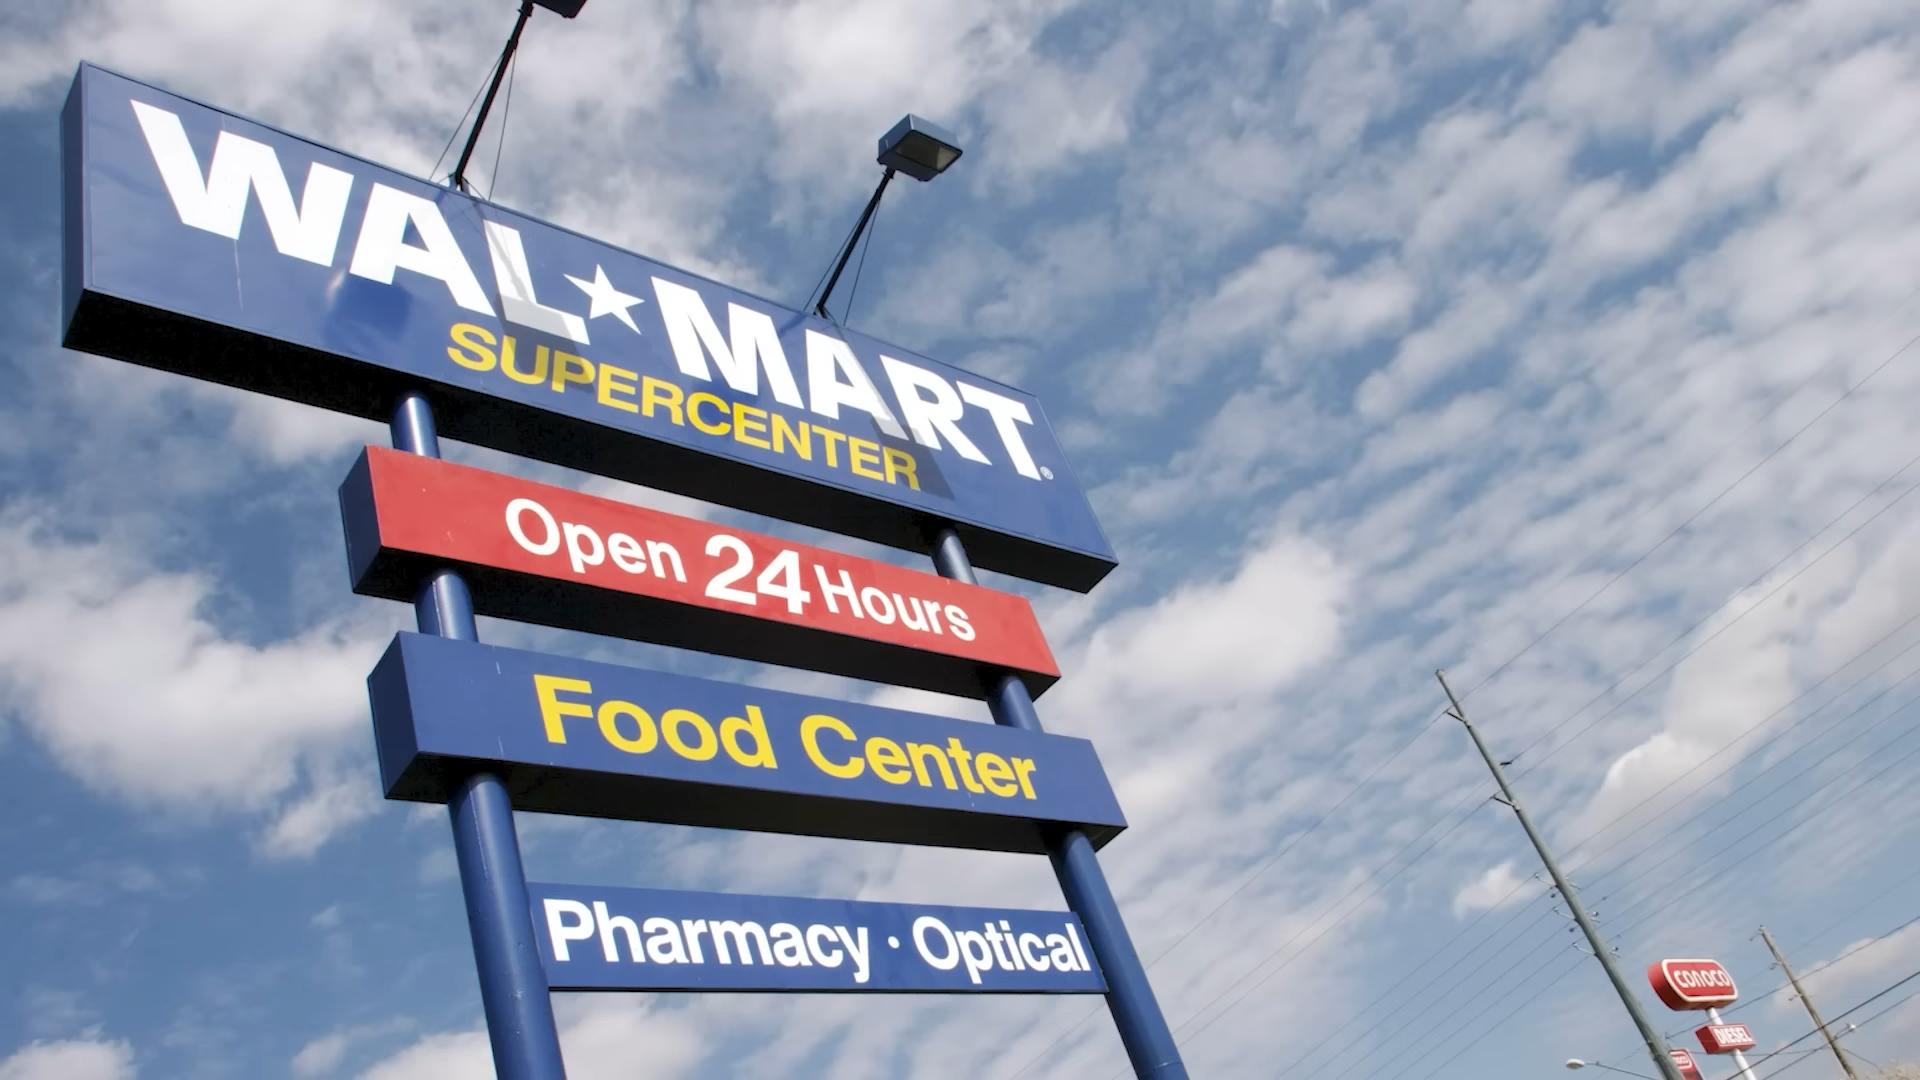 WAL★MART®
SUPERCENTER
Open 24 Hours
Food Center
Pharmacy · Optical
CONOCO
DIESEL